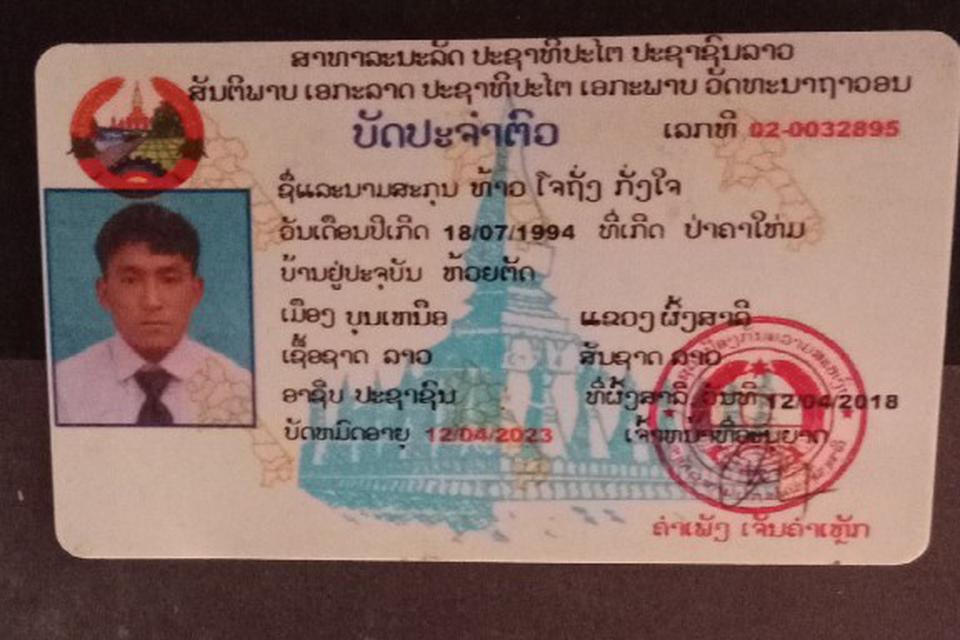 ສາທາລະນະລັດ ປະຊາທິປະໄຕ ປະຊາຊົນລາວ
ສັນຕິພາບ ເອກະລາດ ປະຊາທິປະໄຕ ເອກະພາບ ວັດທະນາຖາວອນ
ບັດປະຈຳຕົວ ເລກທີ 02-0032895
ຊື່ແລະນາມສະກຸນ ທ້າວ ໂຈຖັ່ງ ກັ່ງໃຈ
ວັນເດືອນປີເກີດ 18/07/1994 ທີ່ເກີດ ປ່າຄາໃຫ່ມ
ບ້ານຢູ່ປະຈຸບັນ ຫ້ວຍຕັດ
ເມືອງ ບຸນເໜືອ ແຂວງ ຜົ້ງສາລີ
ເຊື້ອຊາດ ລາວ ສັນຊາດ ລາວ
ອາຊີບ ປະຊາຊົນ ທີ່ຜົ້ງສາລີ ວັນທີ 12/04/2018
ບັດຫມົດອາຍຸ 12/04/2023 ເຈົ້າຫນ້າທີ່ອະນຸຍາດ
ຄຳເພັງ ເຈັນຄຳເຫຼັກ